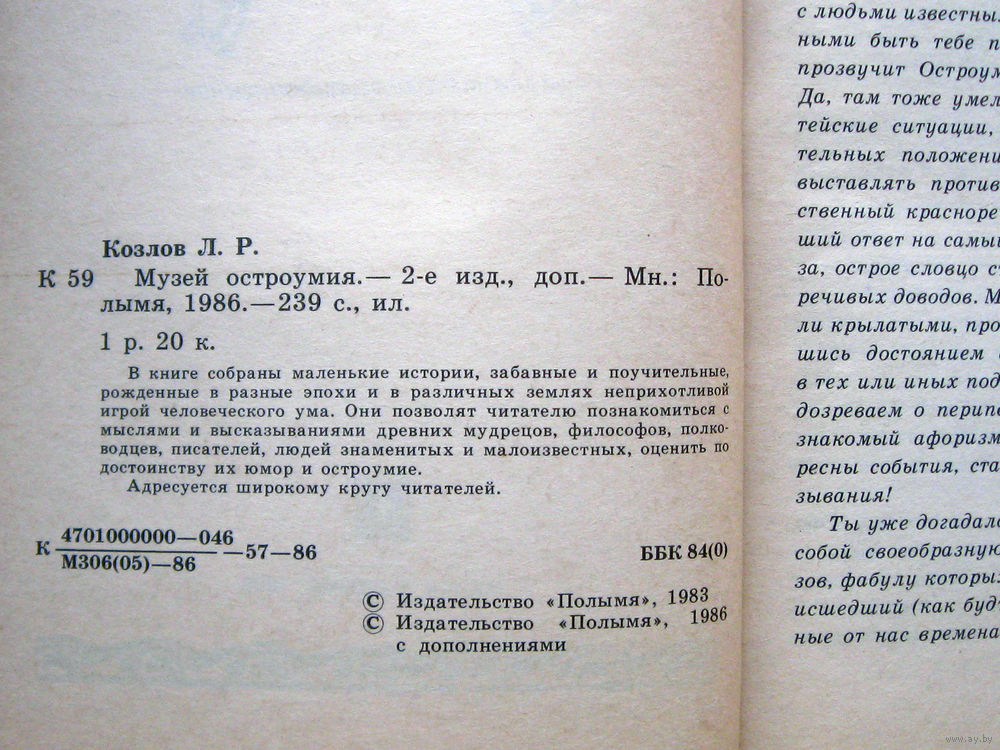 Козлов Л. Р.
К 59 Музей остроумия.— 2-е изд., доп.— Мн.: По-
лымя, 1986.—239 с., ил.
1 р. 20 к.
В книге собраны маленькие истории, забавные и поучительные,
рожденные в разные эпохи и в различных землях неприхотливой
игрой человеческого ума. Они позволят читателю познакомиться с
мыслями и высказываниями древних мудрецов, философов, полко-
водцев, писателей, людей знаменитых и малоизвестных, оценить по
достоинству их юмор и остроумие.
Адресуется широкому кругу читателей.
К 4701000000—046
М306(05)—86 —57—86
ББК 84(0)
© Издательство «Полымя», 1983
© Издательство «Полымя», 1986
с дополнениями
с людьми известны
ными быть тебе п
прозвучит Остроум
Да, там тоже умел
тейские ситуации,
тельных положени
выставлять против
ственный красноре
ший ответ на самы
за, острое словцо с
речивых доводов. М
ли крылатыми, про
шись достоянием
в тех или иных под
дозреваем о перипе
знакомый афоризм
ресны события, ста
зывания!
Ты уже догадал
собой своеобразную
зов, фабулу которы
исшедший (как буд
ные от нас времена
www.ay.by